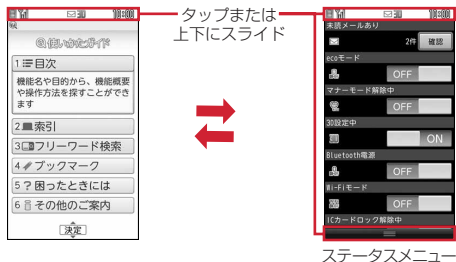 10:00
@使いかたガイド
1 目次
機能名や目的から、機能概要
や操作方法を探すことができ
ます
2 索引
3 フリーワード検索
4 ブックマーク
5 ? 困ったときには
6 その他のご案内
決定
タップまたは
上下にスライド
10:00
未読メールあり
2件 確認
ecoモード
OFF
マナーモード解除中
OFF
3D設定中
ON
Bluetooth電源
OFF
Wi-Fiモード
OFF
ICカードロック解除中
ステータスメニュー